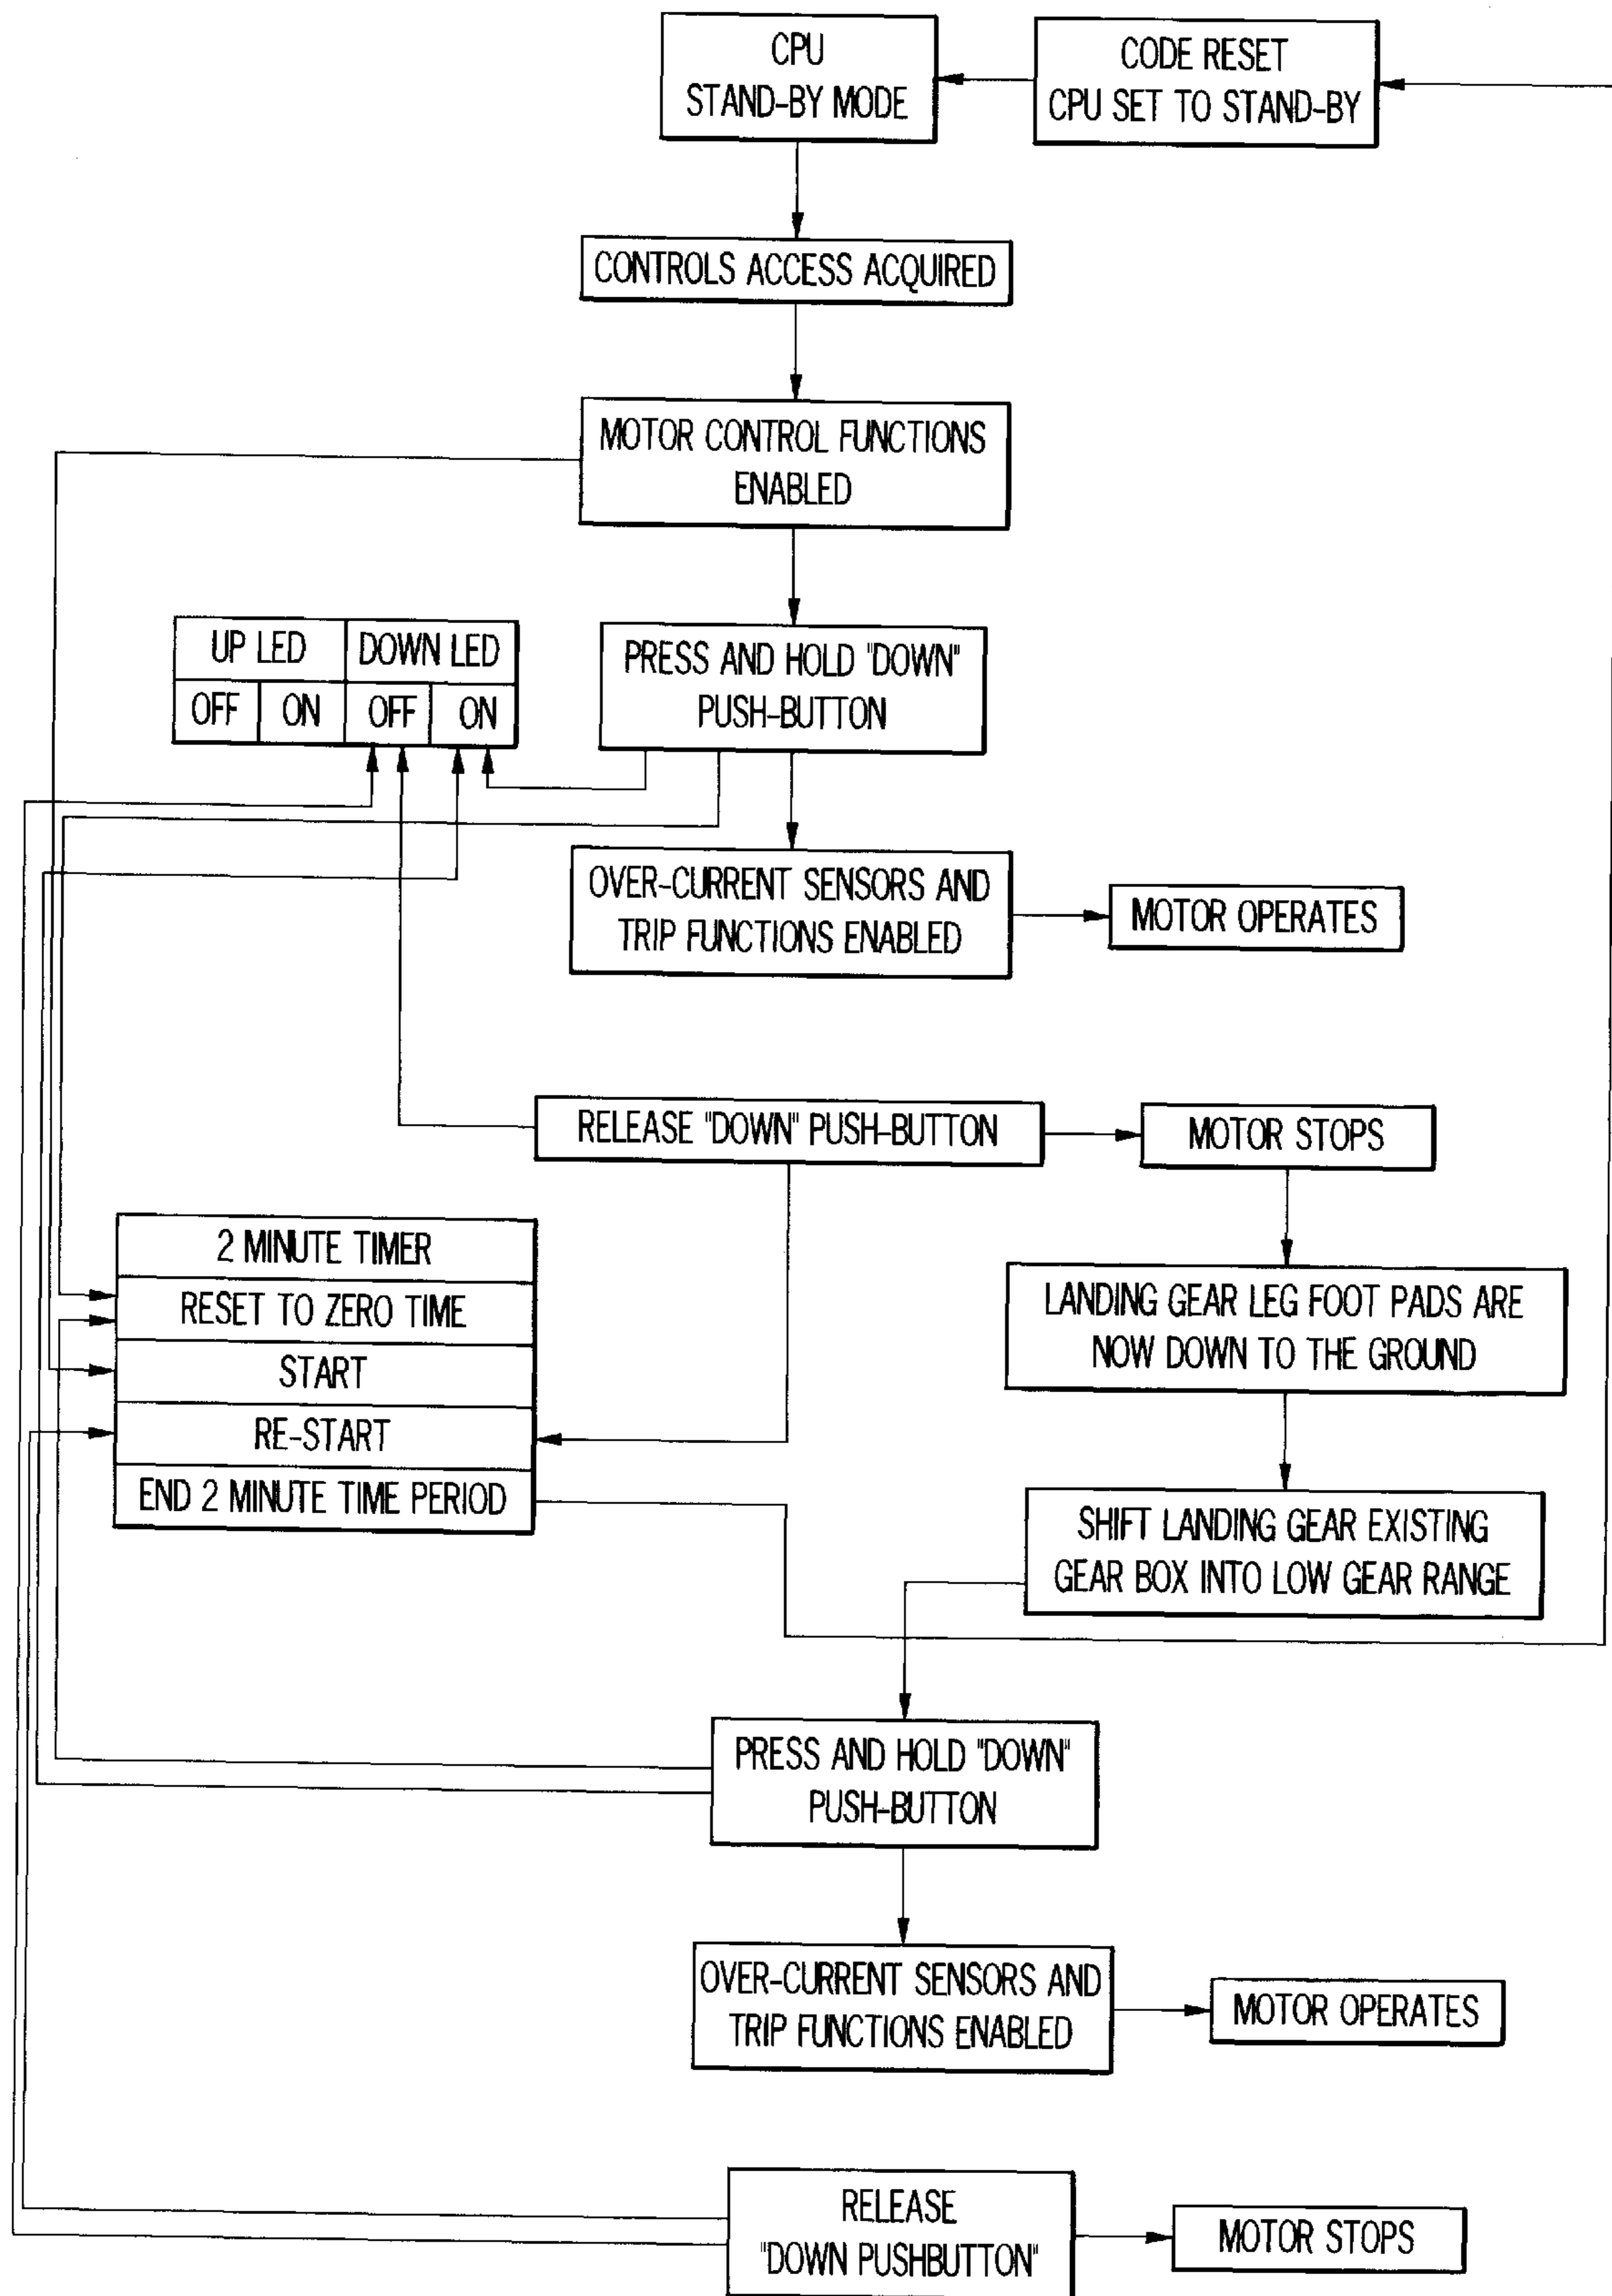 CPU
STAND-BY MODE
CODE RESET
CPU SET TO STAND-BY
CONTROLS ACCESS ACQUIRED
MOTOR CONTROL FUNCTIONS
ENABLED
UP LED
DOWN LED
OFF
ON
OFF
ON
PRESS AND HOLD "DOWN"
PUSH-BUTTON
OVER-CURRENT SENSORS AND
TRIP FUNCTIONS ENABLED
MOTOR OPERATES
RELEASE "DOWN" PUSH-BUTTON
MOTOR STOPS
2 MINUTE TIMER
RESET TO ZERO TIME
START
RE-START
END 2 MINUTE TIME PERIOD
LANDING GEAR LEG FOOT PADS ARE
NOW DOWN TO THE GROUND
SHIFT LANDING GEAR EXISTING
GEAR BOX INTO LOW GEAR RANGE
PRESS AND HOLD "DOWN"
PUSH-BUTTON
OVER-CURRENT SENSORS AND
TRIP FUNCTIONS ENABLED
MOTOR OPERATES
RELEASE
"DOWN PUSHBUTTON"
MOTOR STOPS